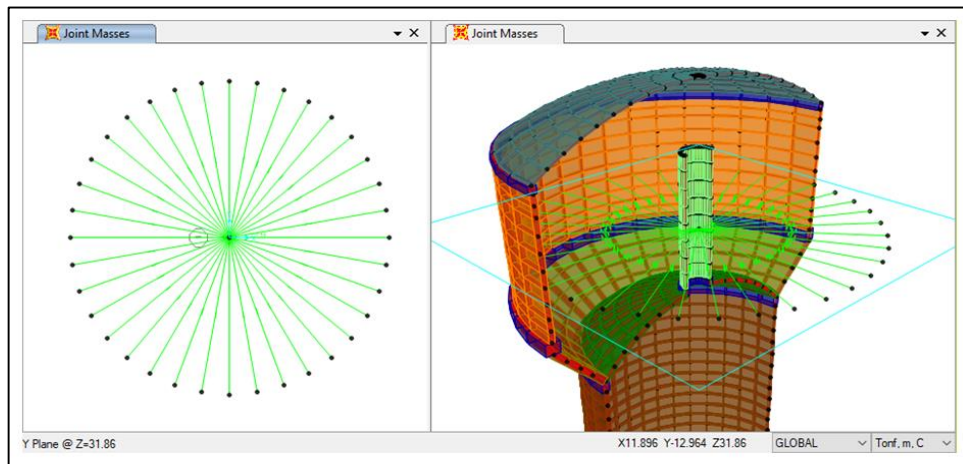 Joint Masses
Joint Masses
Y Plane @ Z=31.86
X11.896 Y-12.964 Z31.86
GLOBAL
Tonf, m, C